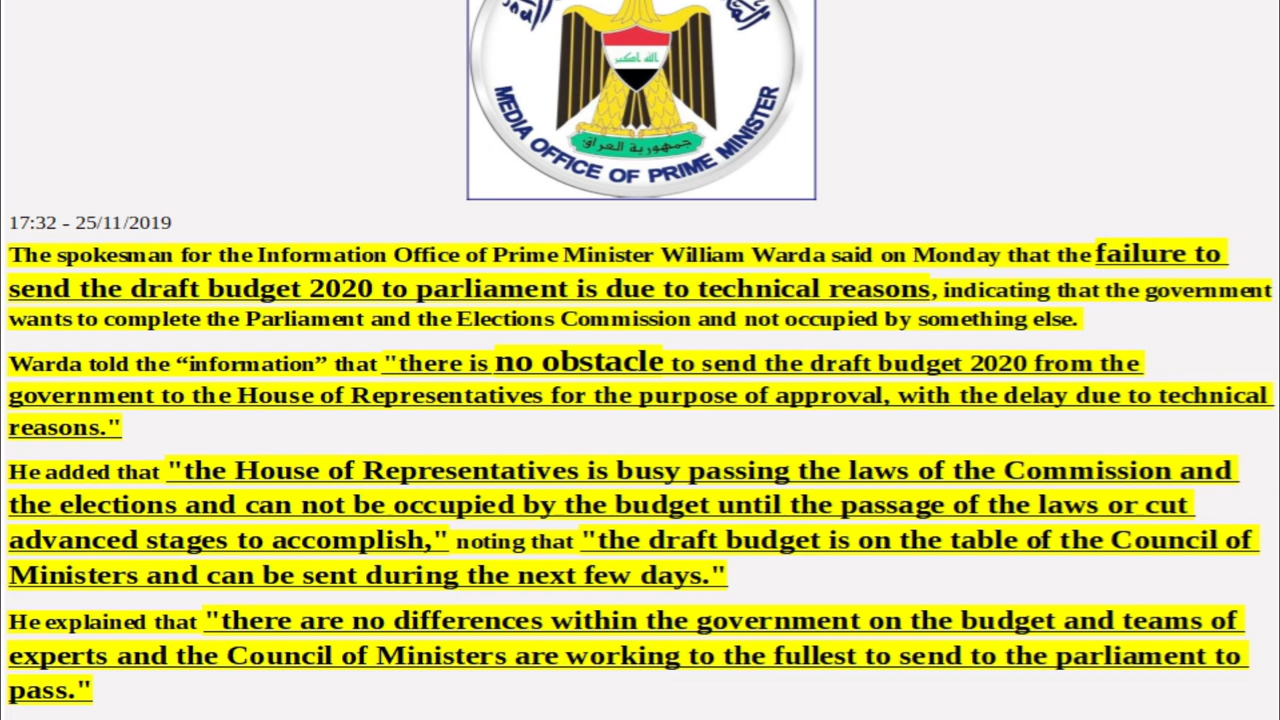 الله اكبر
جمهورية العراق
MEDIA OFFICE OF PRIME MINISTER
17:32 - 25/11/2019
The spokesman for the Information Office of Prime Minister William Warda said on Monday that the failure to
send the draft budget 2020 to parliament is due to technical reasons, indicating that the government
wants to complete the Parliament and the Elections Commission and not occupied by something else.
Warda told the “information” that "there is no obstacle to send the draft budget 2020 from the
government to the House of Representatives for the purpose of approval, with the delay due to technical
reasons."
He added that "the House of Representatives is busy passing the laws of the Commission and
the elections and can not be occupied by the budget until the passage of the laws or cut
advanced stages to accomplish," noting that "the draft budget is on the table of the Council of
Ministers and can be sent during the next few days."
He explained that "there are no differences within the government on the budget and teams of
experts and the Council of Ministers are working to the fullest to send to the parliament to
pass."